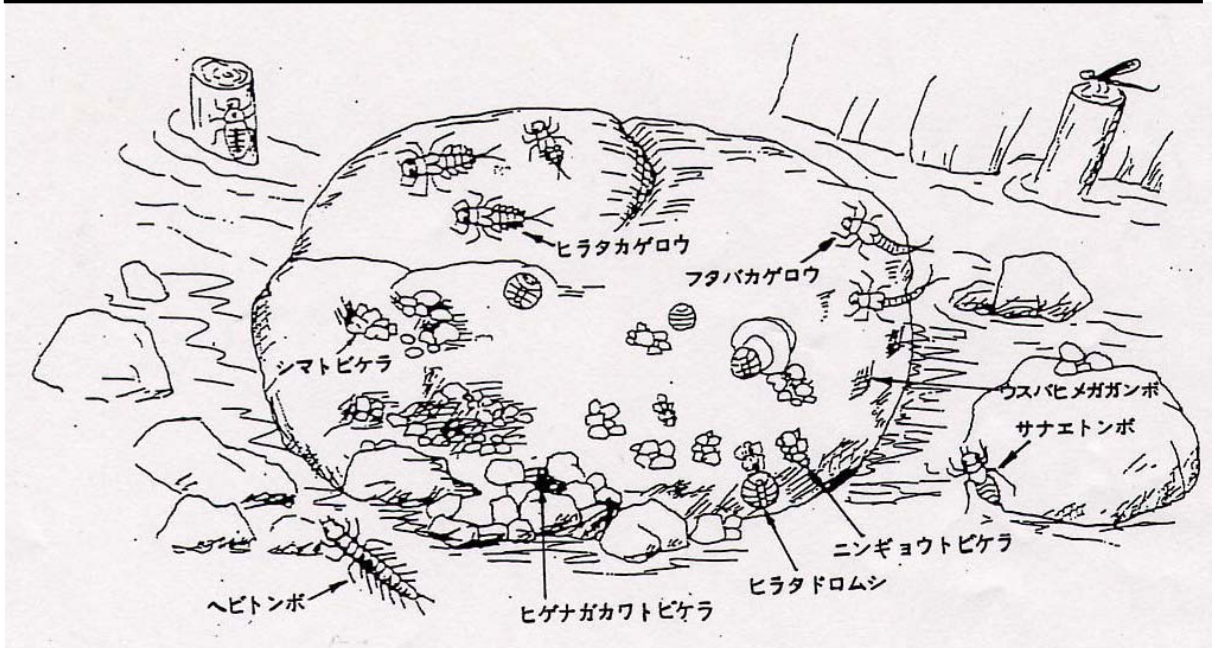 ヒラタカゲロウ
フタバカゲロウ
シマトビケラ
ウスバヒメガガンボ
サナエトンボ
ニンギョウトビケラ
ヒラタドロムシ
ヘビトンボ
ヒゲナガカワトビケラ